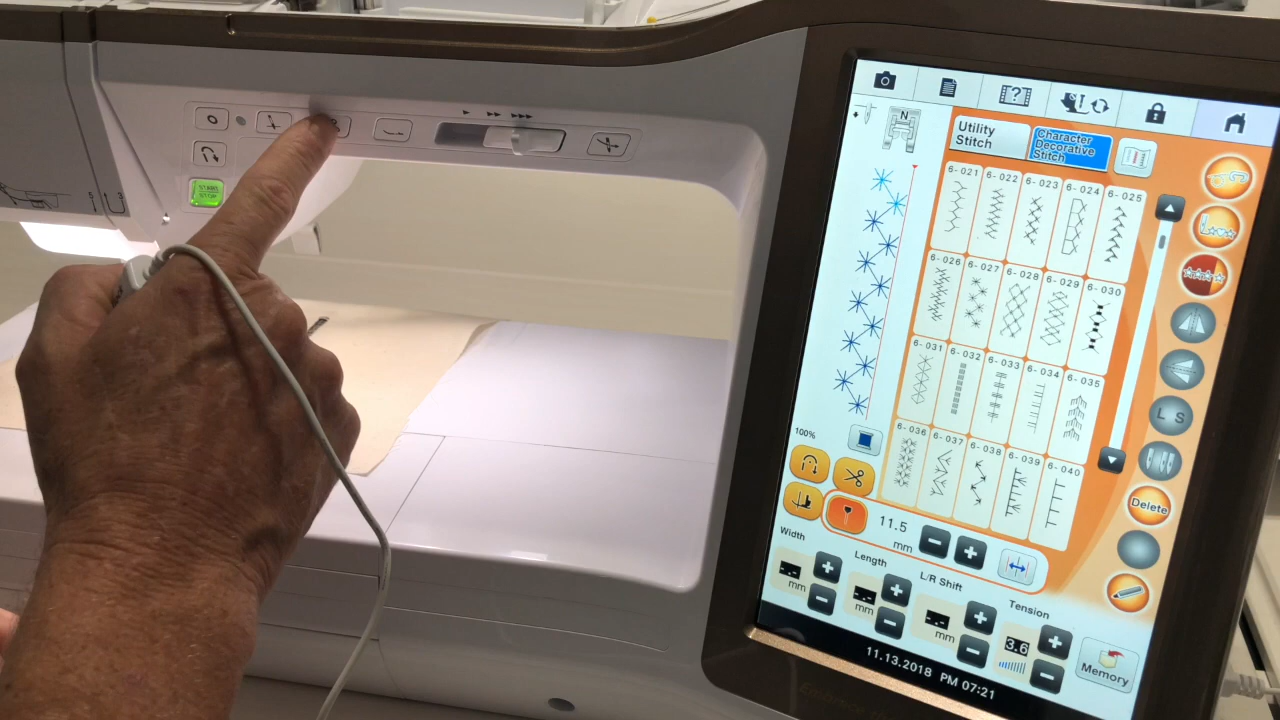 N
Utility
Stitch
Character
Decorative
Stitch
6-021
6-022
6-023
6-024
6-025
6-026
6-027
6-028
6-029
6-030
6-031
6-032
6-033
6-034
6-035
6-036
6-037
6-038
6-039
6-040
L S
Delete
100%
11.5
mm
Width
mm
Length
mm
L/R Shift
mm
Tension
3.6
Memory
11.13.2018 PM 07:21